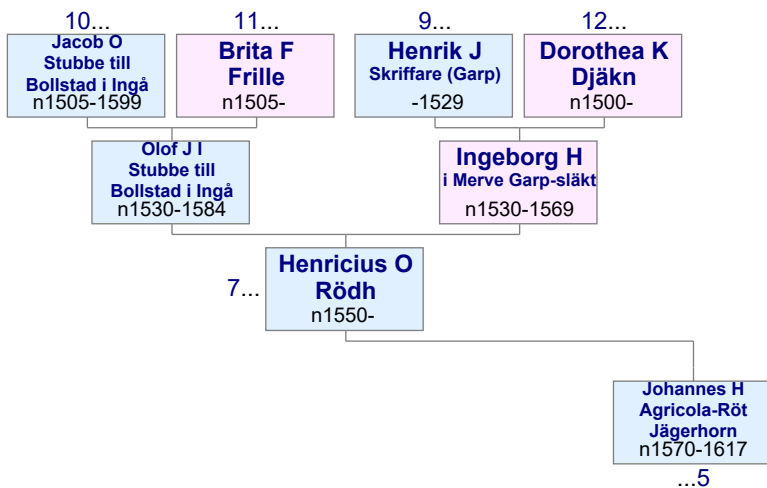 10...
11...
9...
12...
Jacob O
Stubbe till
Bollstad i Ingå
n1505-1599
Brita F
Frille
n1505-
Henrik J
Skriffare (Garp)
-1529
Dorothea K
Djäkn
n1500-
Olof J I
Stubbe till
Bollstad i Ingå
n1530-1584
Ingeborg H
i Merve Garp-släkt
n1530-1569
7...
Henricius O
Rödh
n1550-
Johannes H
Agricola-Röt
Jägerhorn
n1570-1617
...5